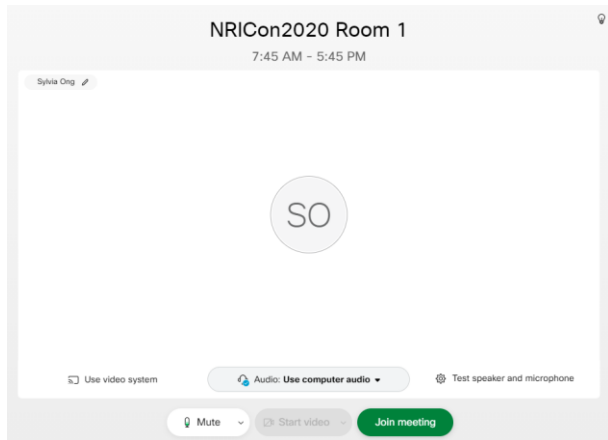 NRICon2020 Room 1
7:45 AM - 5:45 PM
Sylvia Ong
SO
Use video system
Audio: Use computer audio
Test speaker and microphone
Mute
Start video
Join meeting